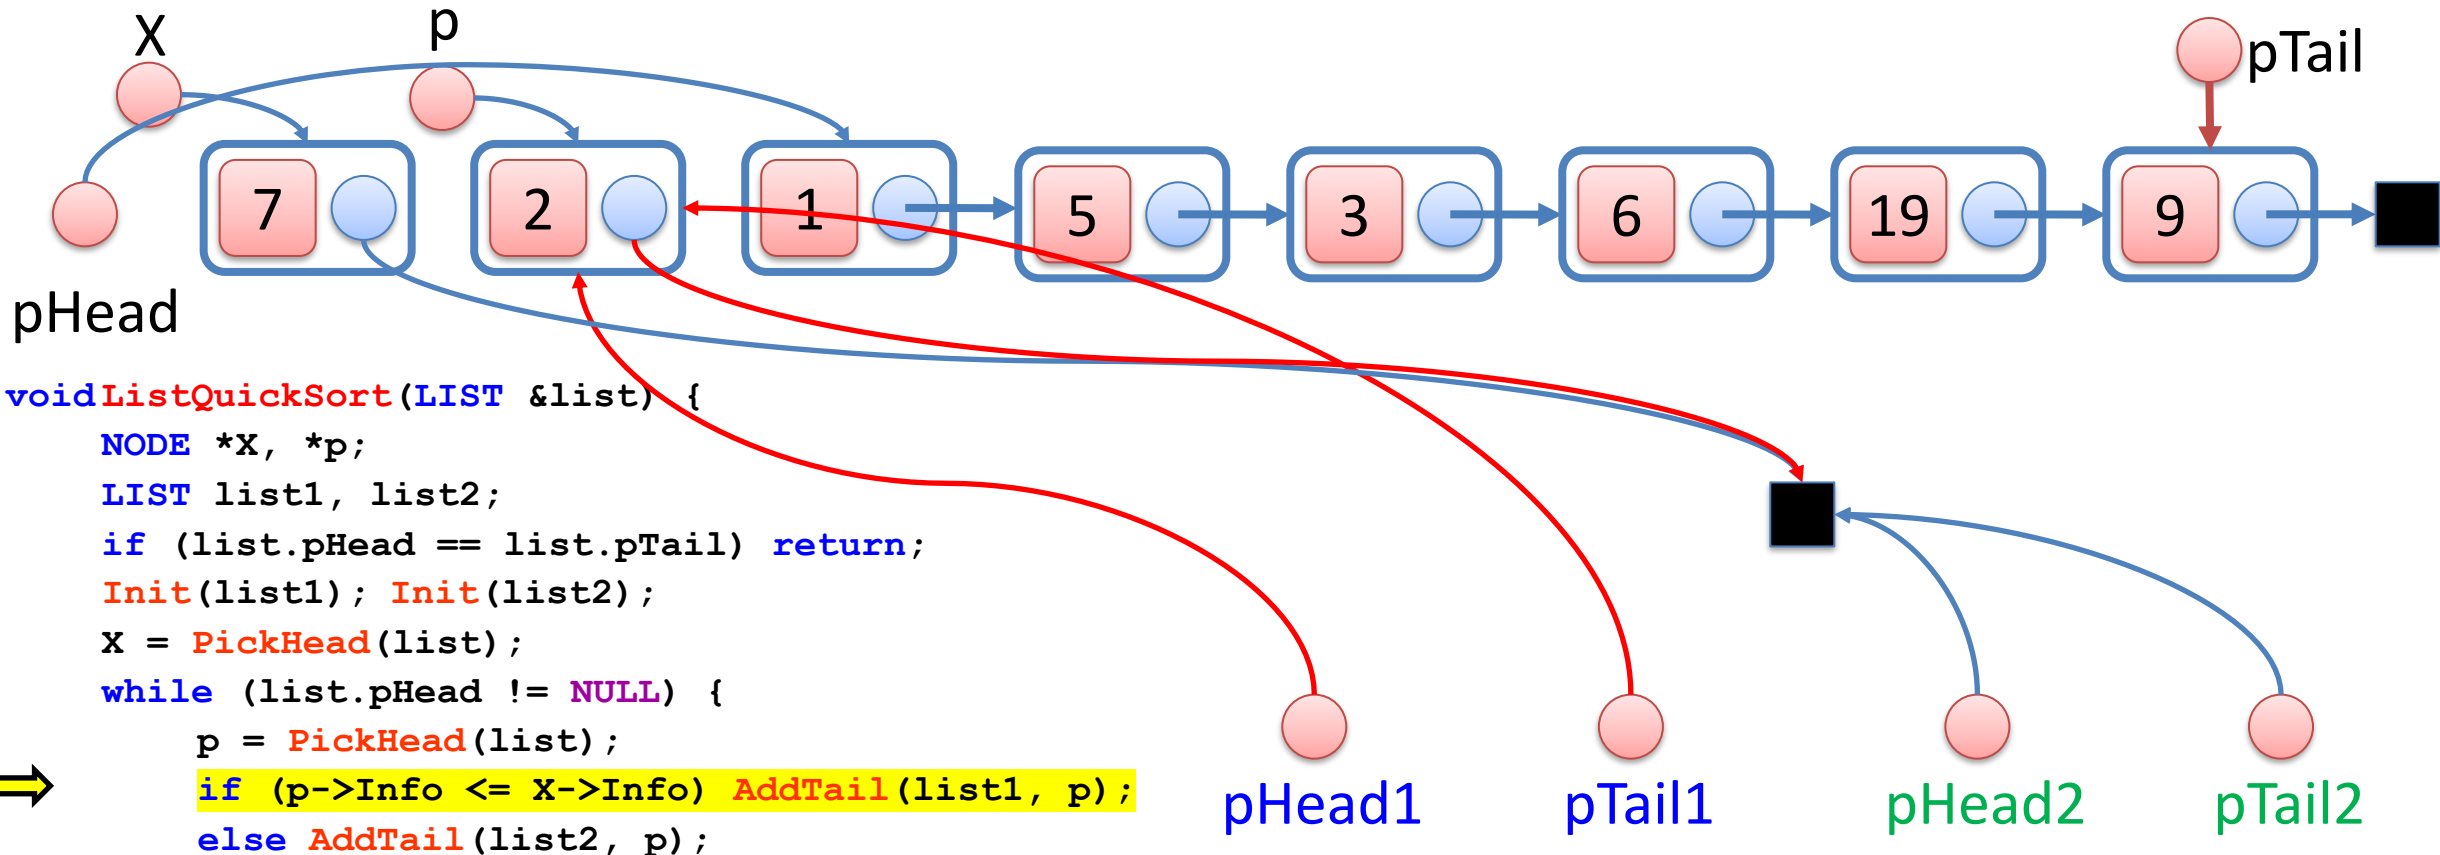 X p pTail
7 2 1 5 3 6 19 9
pHead
void ListQuickSort(LIST &list) {
NODE *X, *p;
LIST list1, list2;
if (list.pHead == list.pTail) return;
Init(list1); Init(list2);
X = PickHead(list);
while (list.pHead != NULL) {
p = PickHead(list);
if (p->Info <= X->Info) AddTail(list1, p);
else AddTail(list2, p);
pHead1 pTail1 pHead2 pTail2